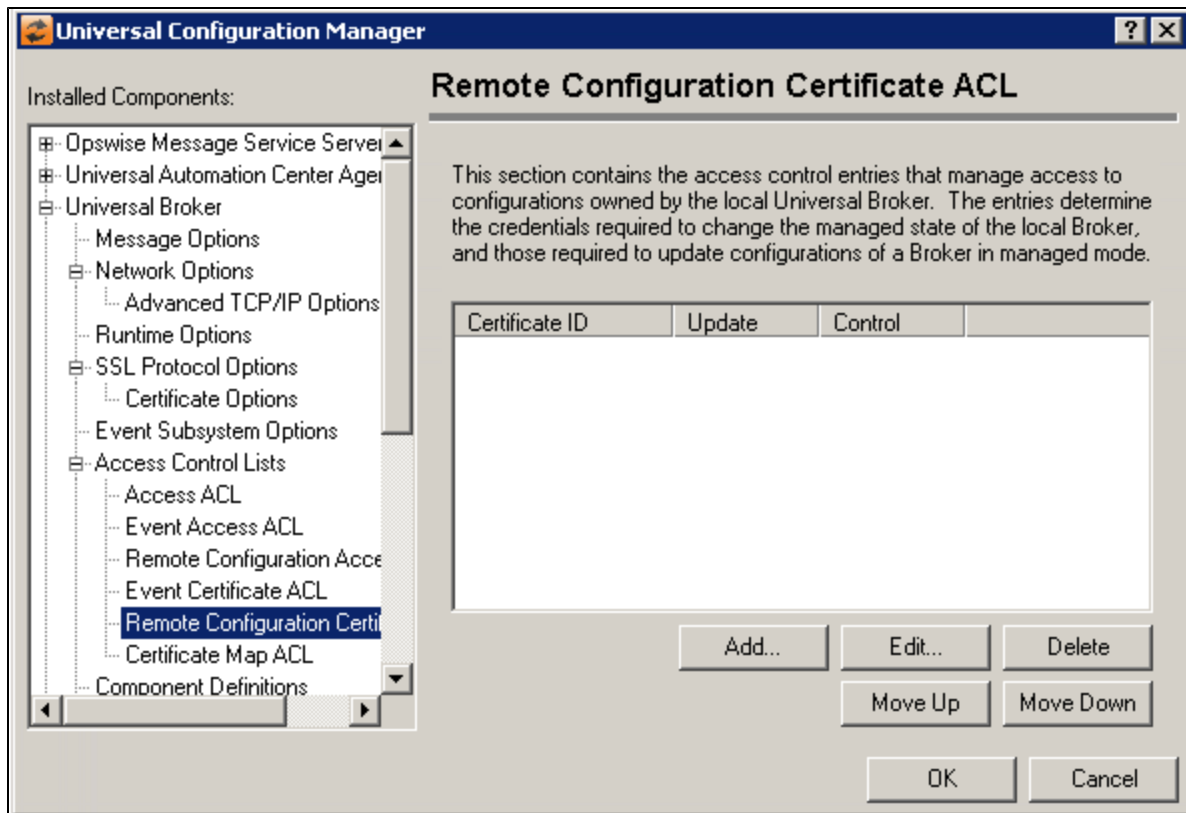 Universal Configuration Manager
Installed Components:
Opswise Message Service Server
Universal Automation Center Ager
Universal Broker
Message Options
Network Options
Advanced TCP/IP Options
Runtime Options
SSL Protocol Options
Certificate Options
Event Subsystem Options
Access Control Lists
Access ACL
Event Access ACL
Remote Configuration Acce
Event Certificate ACL
Remote Configuration Certif
Certificate Map ACL
Component Definitions
Remote Configuration Certificate ACL
This section contains the access control entries that manage access to
configurations owned by the local Universal Broker.  The entries determine
the credentials required to change the managed state of the local Broker,
and those required to update configurations of a Broker in managed mode.
Certificate ID Update Control
Add... Edit... Delete
Move Up Move Down
OK Cancel